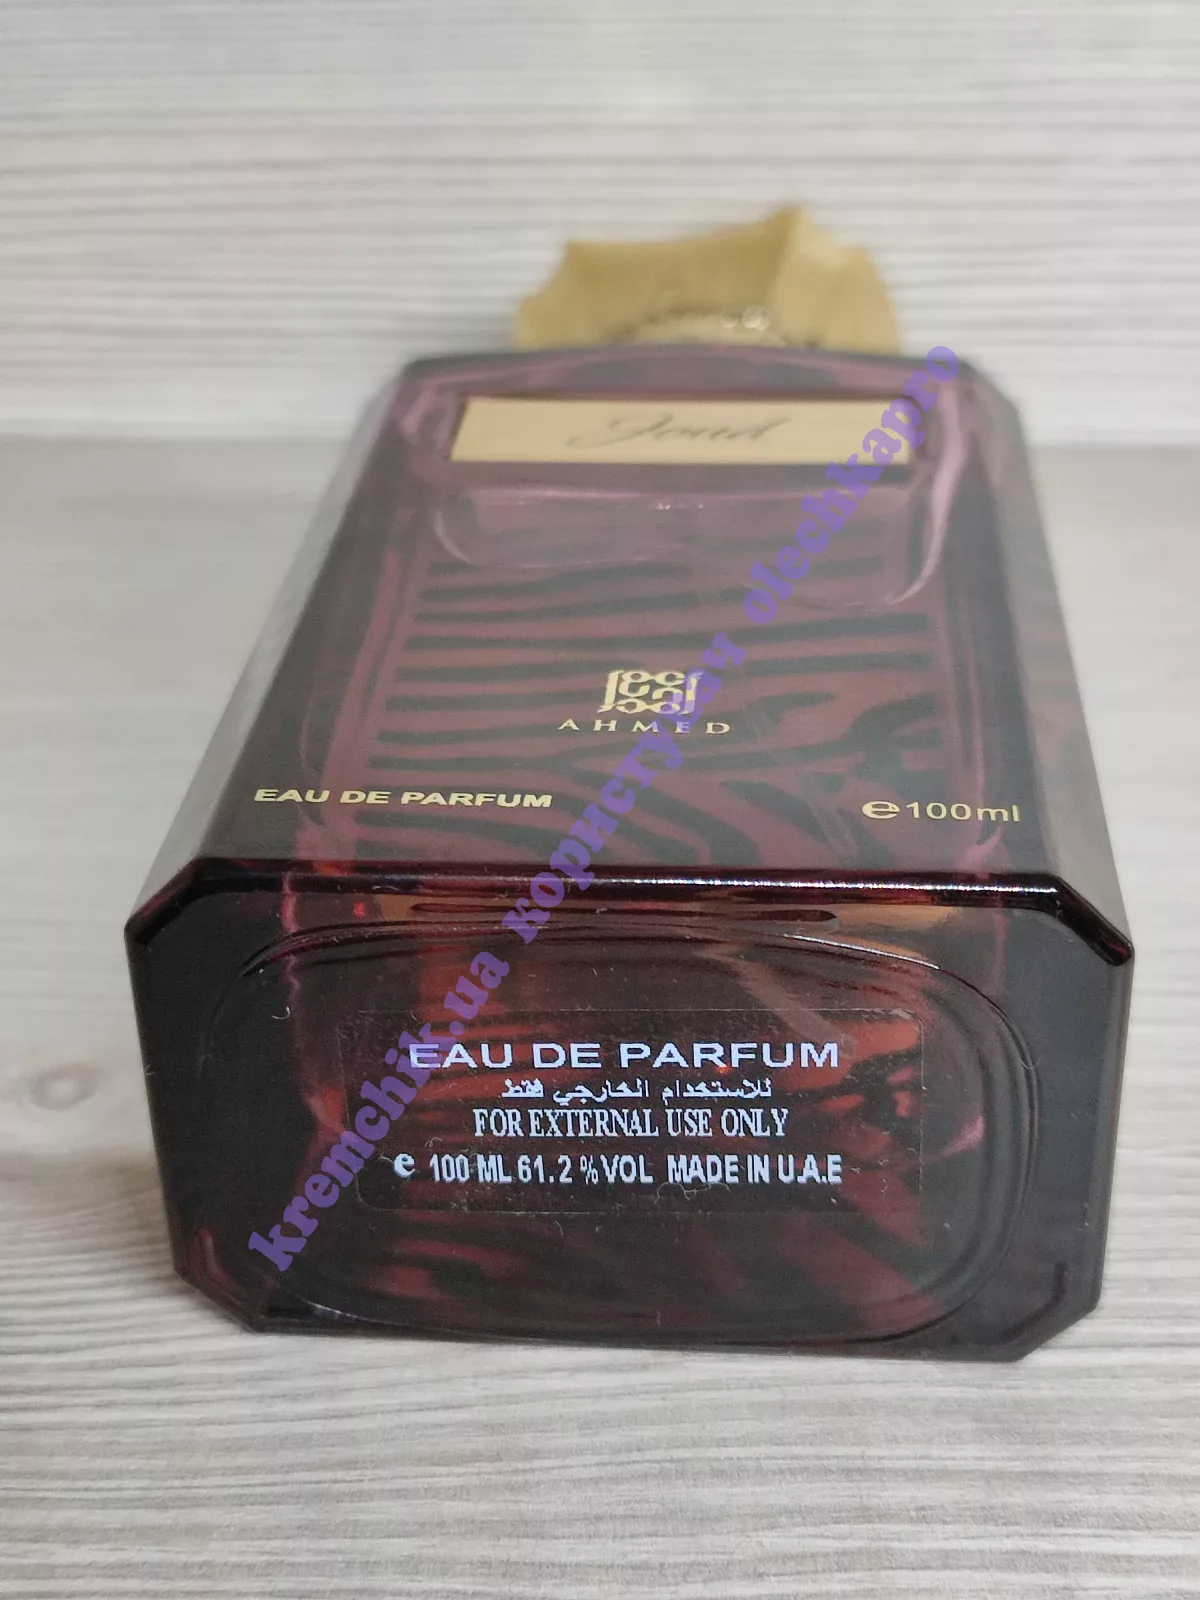 Joud
AHMED
EAU DE PARFUM
℮100ml
EAU DE PARFUM
للاستخدام الخارجي فقط
FOR EXTERNAL USE ONLY
e 100 ML 61.2 % VOL MADE IN U.A.E
kremchik.ua користувач olechkapro